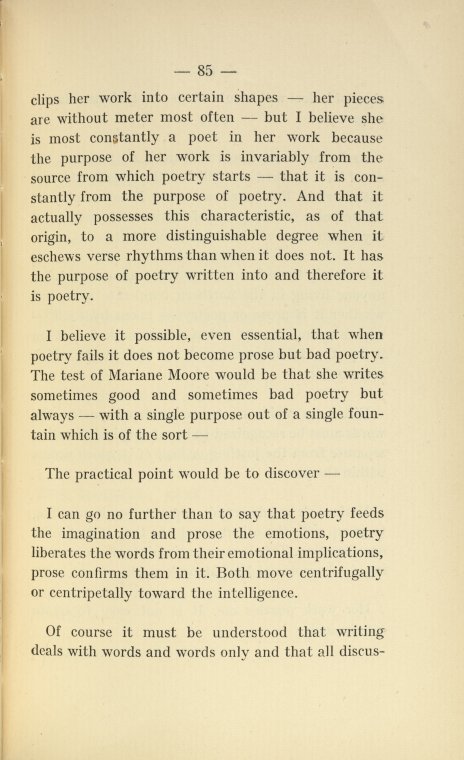 — 85 —
clips her work into certain shapes — her pieces
are without meter most often — but I believe she
is most constantly a poet in her work because
the purpose of her work is invariably from the
source from which poetry starts — that it is con-
stantly from the purpose of poetry. And that it
actually possesses this characteristic, as of that
origin, to a more distinguishable degree when it
eschews verse rhythms than when it does not. It has
the purpose of poetry written into and therefore it
is poetry.
I believe it possible, even essential, that when
poetry fails it does not become prose but bad poetry.
The test of Mariane Moore would be that she writes
sometimes good and sometimes bad poetry but
always — with a single purpose out of a single foun-
tain which is of the sort —
The practical point would be to discover —
I can go no further than to say that poetry feeds
the imagination and prose the emotions, poetry
liberates the words from their emotional implications,
prose confirms them in it. Both move centrifugally
or centripetally toward the intelligence.
Of course it must be understood that writing
deals with words and words only and that all discus-